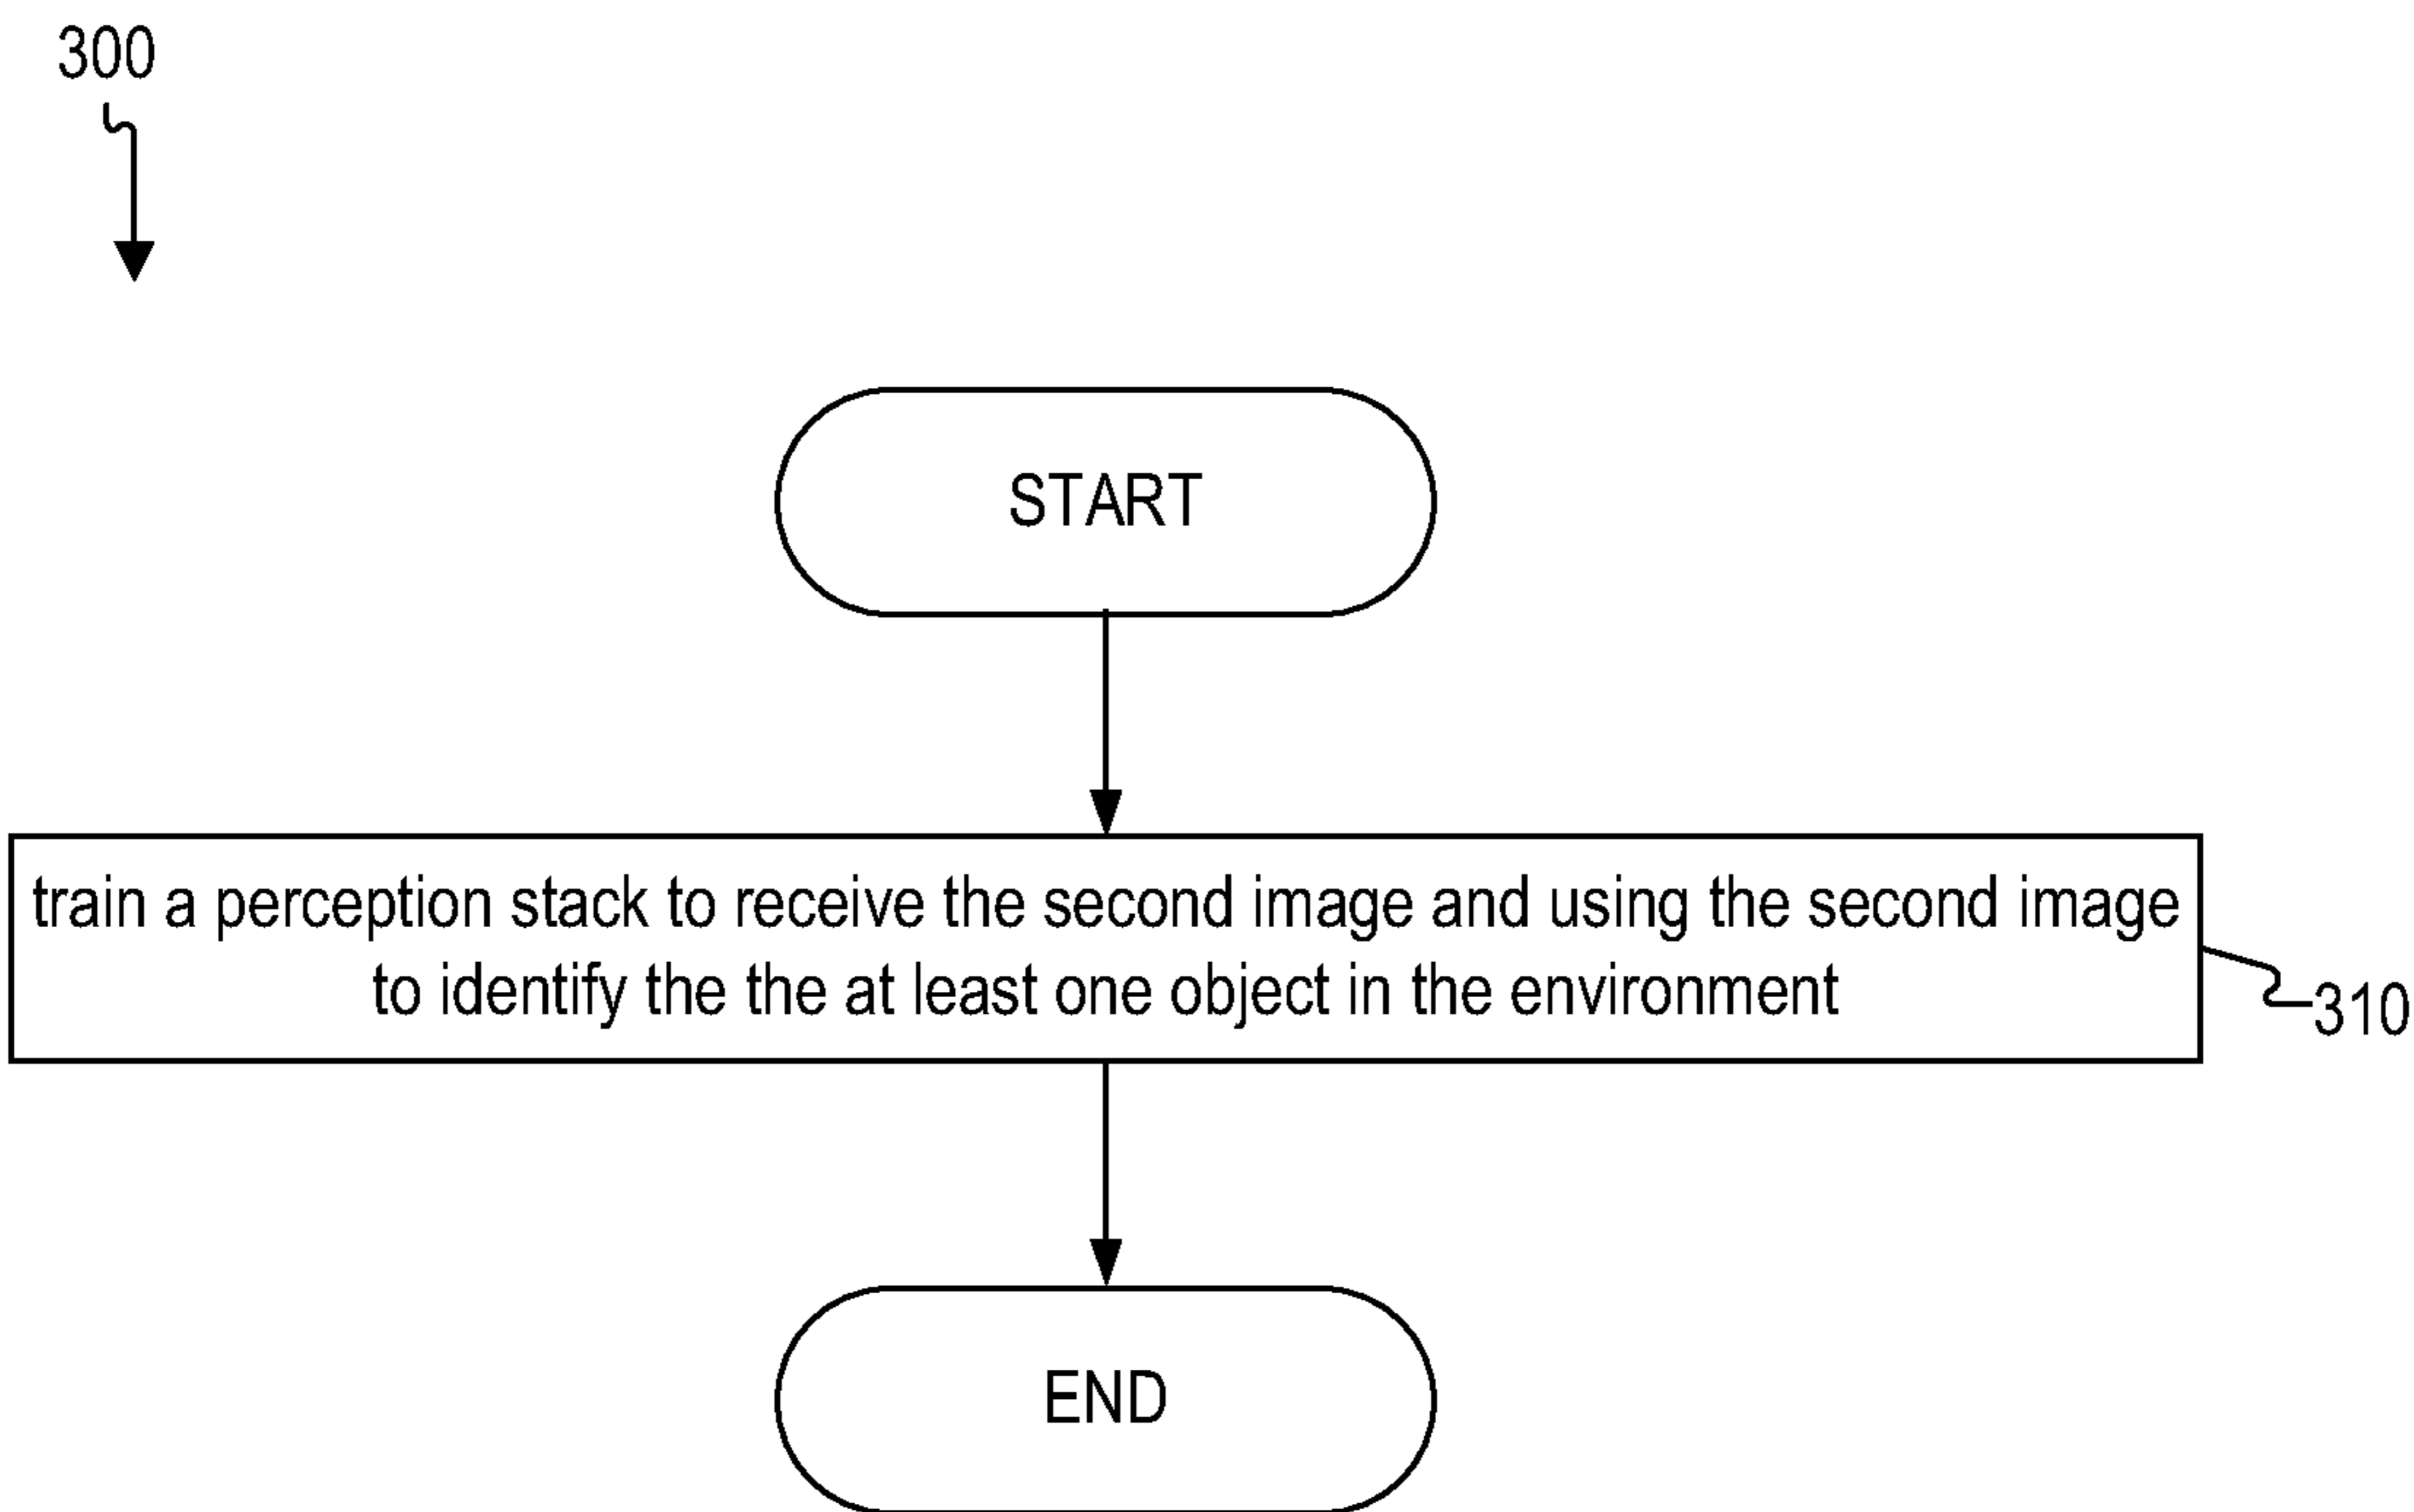 300
START
train a perception stack to receive the second image and using the second image
to identify the the at least one object in the environment
310
END